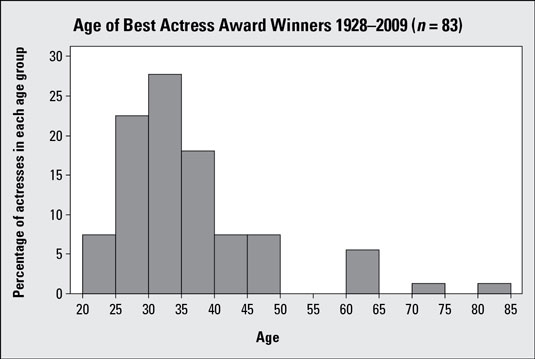 Age of Best Actress Award Winners 1928–2009 (n = 83)
Percentage of actresses in each age group
30
25
20
15
10
5
0
20 25 30 35 40 45 50 55 60 65 70 75 80 85
Age